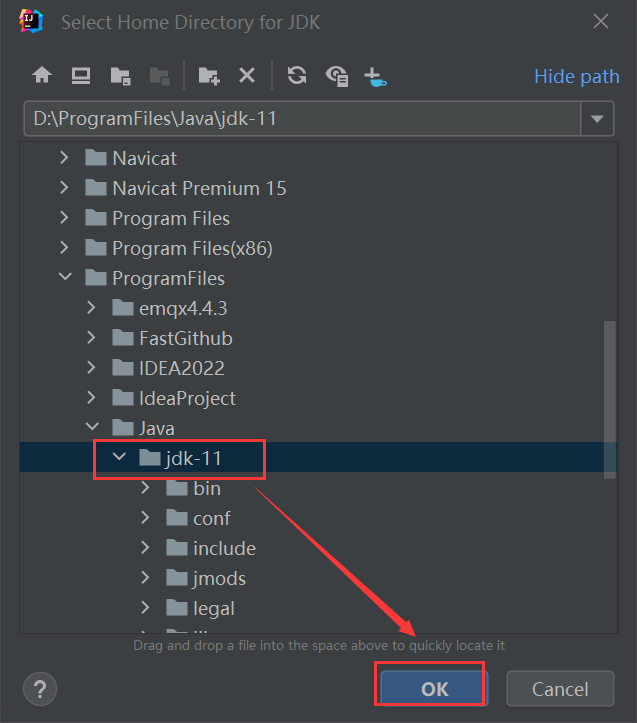 IJ
Select Home Directory for JDK
Hide path
D:\ProgramFiles\Java\jdk-11
Navicat
Navicat Premium 15
Program Files
Program Files(x86)
ProgramFiles
emqx4.4.3
FastGithub
IDEA2022
IdeaProject
Java
jdk-11
bin
conf
include
jmods
legal
Drag and drop a file into the space above to quickly locate it
?
OK
Cancel